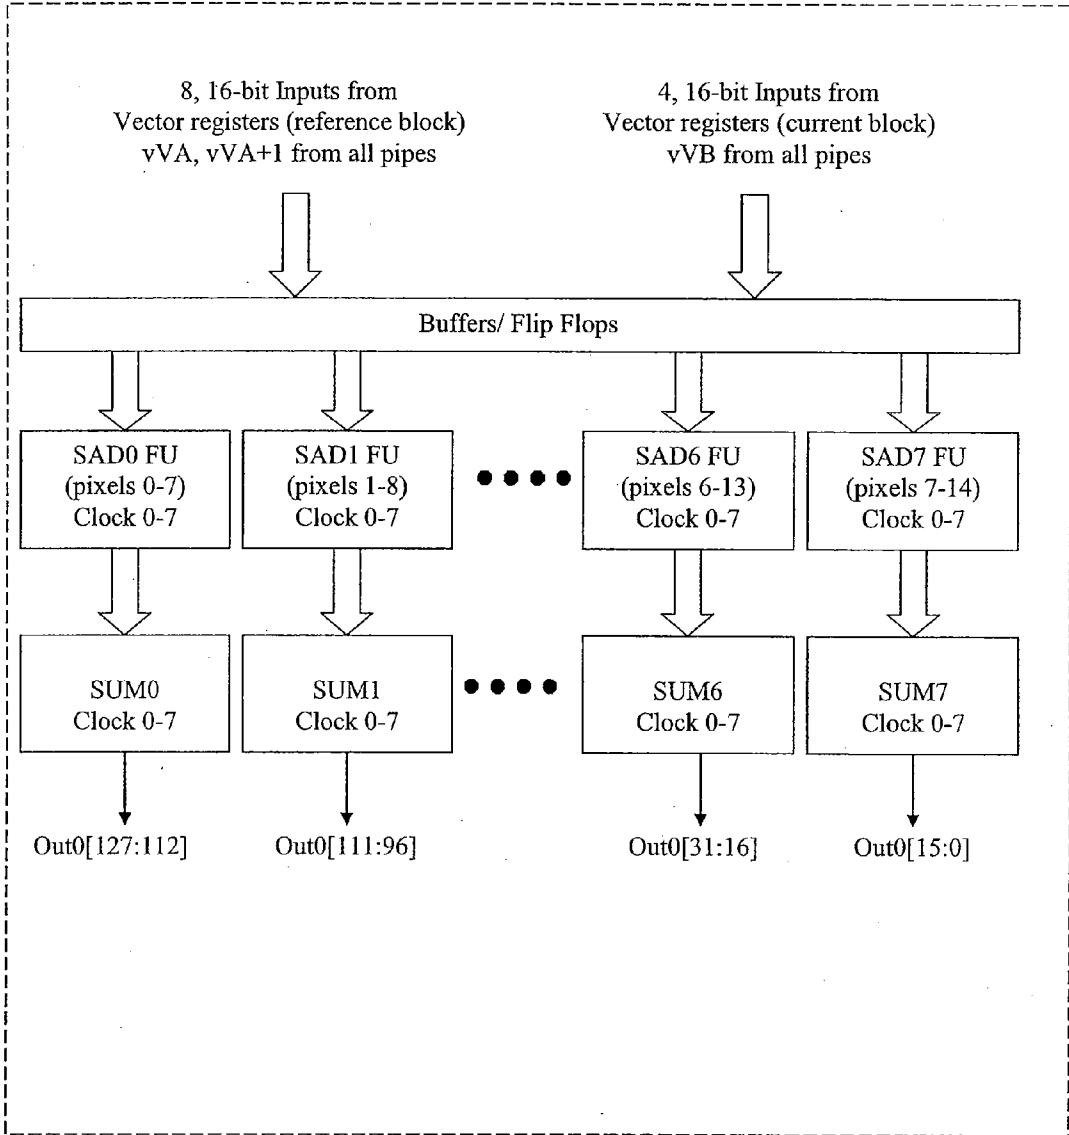 8, 16-bit Inputs from
Vector registers (reference block)
vVA, vVA+1 from all pipes
4, 16-bit Inputs from
Vector registers (current block)
vVB from all pipes
Buffers/ Flip Flops
SAD0 FU
(pixels 0-7)
Clock 0-7
SAD1 FU
(pixels 1-8)
Clock 0-7
SAD6 FU
(pixels 6-13)
Clock 0-7
SAD7 FU
(pixels 7-14)
Clock 0-7
SUM0
Clock 0-7
SUM1
Clock 0-7
SUM6
Clock 0-7
SUM7
Clock 0-7
Out0[127:112]
Out0[111:96]
Out0[31:16]
Out0[15:0]